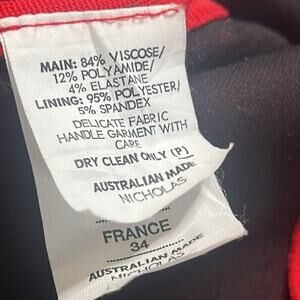 MAIN: 84% VISCOSE/
12% POLYAMIDE/
4% ELASTANE
LINING: 95% POLYESTER/
5% SPANDEX
DELICATE FABRIC
HANDLE GARMENT WITH
CARE
DRY CLEAN ONLY (P)
AUSTRALIAN MADE
NICHOLAS
FRANCE
34
AUSTRALIAN MADE
NICHOLAS